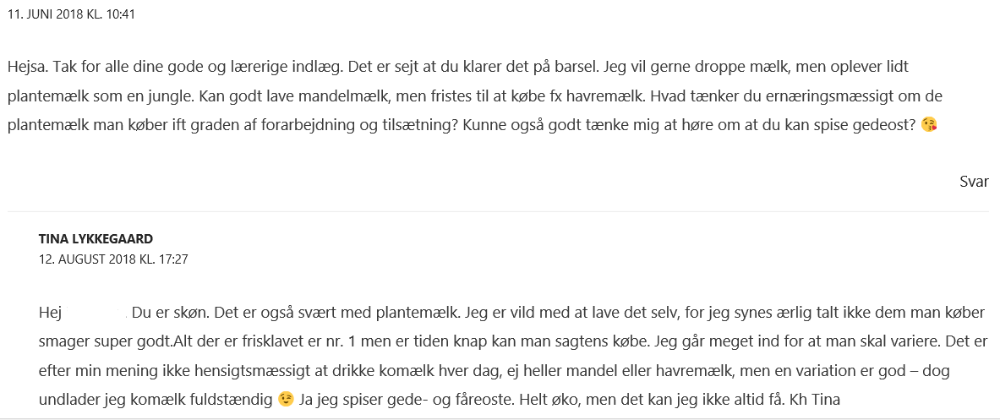 11. JUNI 2018 KL. 10:41
Hejsa. Tak for alle dine gode og lærerige indlæg. Det er sejt at du klarer det på barsel. Jeg vil gerne droppe mælk, men oplever lidt
plantemælk som en jungle. Kan godt lave mandelmælk, men fristes til at købe fx havremælk. Hvad tænker du ernæringsmæssigt om de
plantemælk man køber ift graden af forarbejdning og tilsætning? Kunne også godt tænke mig at høre om at du kan spise gedeost? 😘
Svar
TINA LYKKEGAARD
12. AUGUST 2018 KL. 17:27
Hej . Du er skøn. Det er også svært med plantemælk. Jeg er vild med at lave det selv, for jeg synes ærlig talt ikke dem man køber
smager super godt.Alt der er frisklavet er nr. 1 men er tiden knap kan man sagtens købe. Jeg går meget ind for at man skal variere. Det er
efter min mening ikke hensigtsmæssigt at drikke komælk hver dag, ej heller mandel eller havremælk, men en variation er god – dog
undlader jeg komælk fuldstændig 😉 Ja jeg spiser gede- og fåreoste. Helt øko, men det kan jeg ikke altid få. Kh Tina